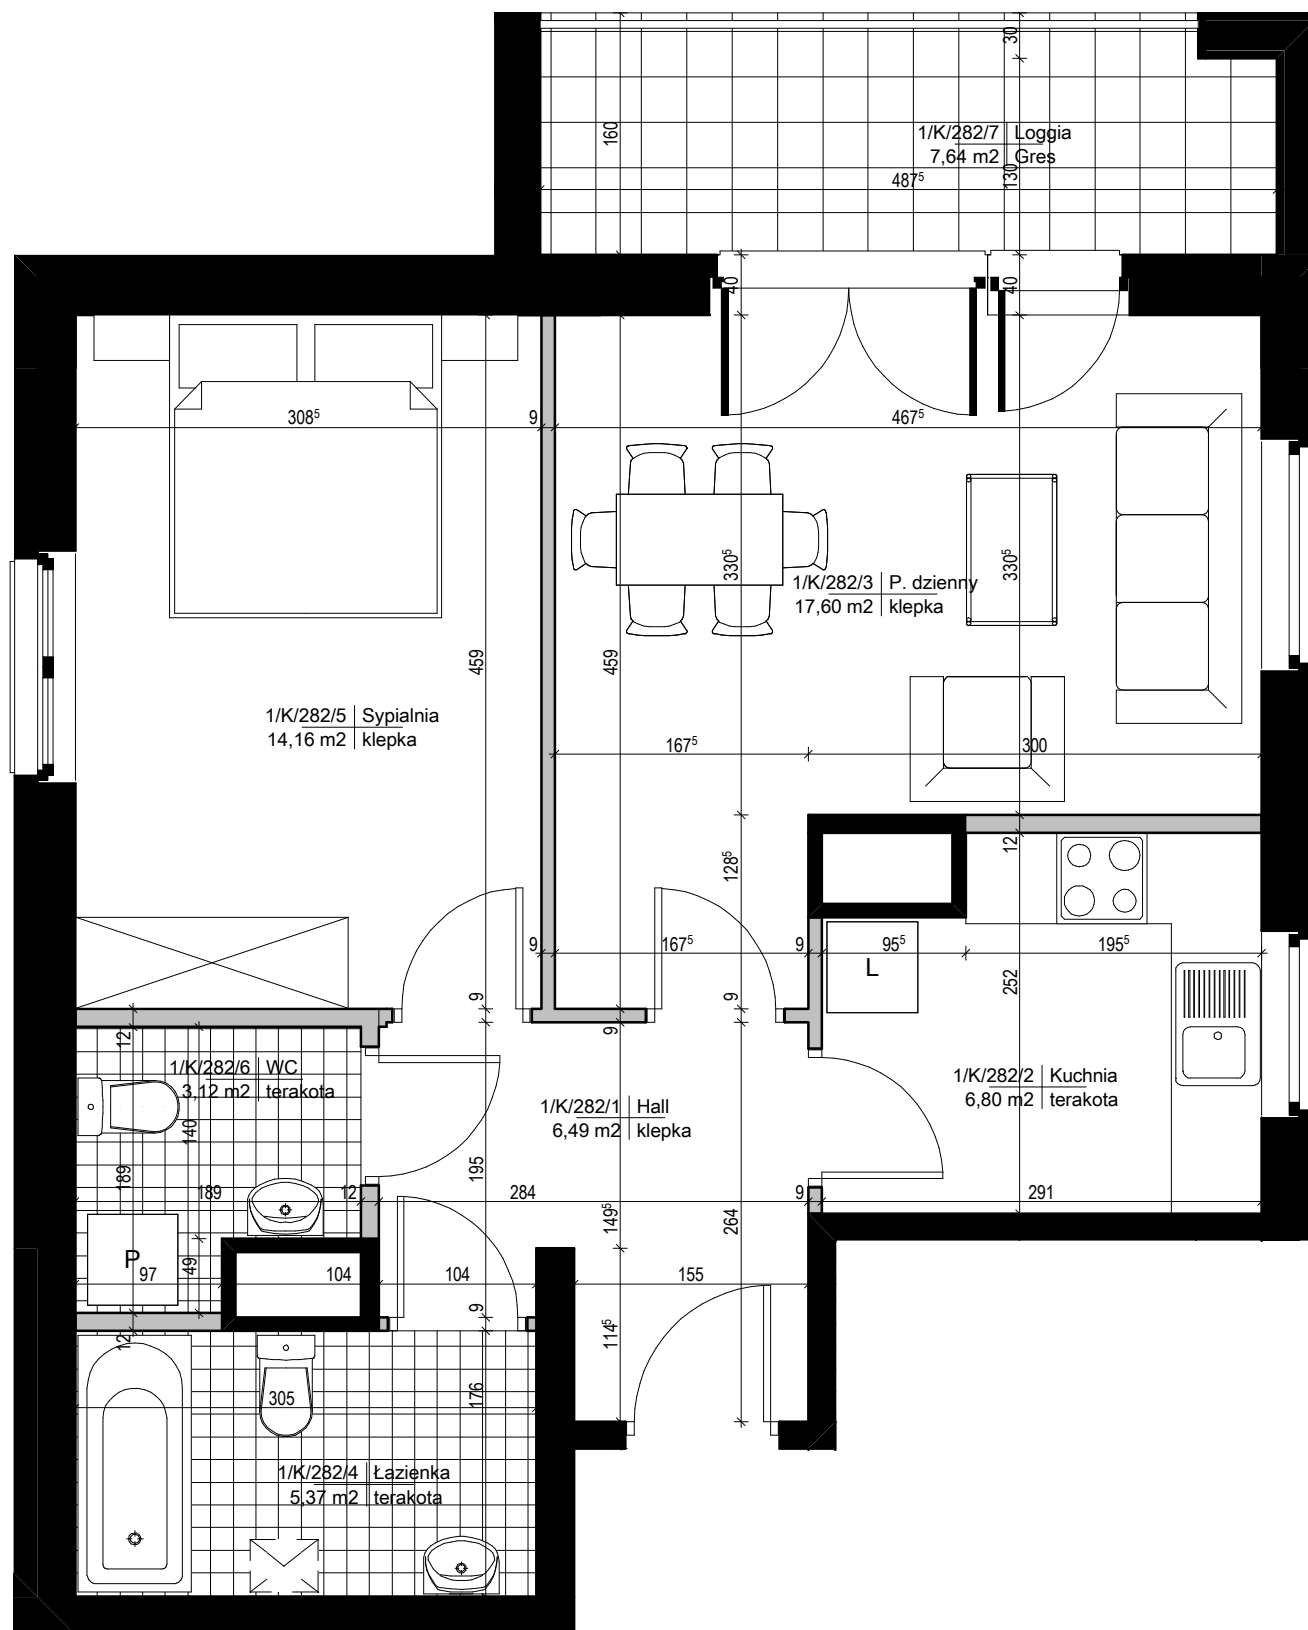 30
160
1/K/282/7 Loggia
7,64 m2 Gres
130
487⁵
40
40
308⁵
9
467⁵
330⁵
330⁵
1/K/282/3 P. dzienny
17,60 m2 klepka
459
459
1/K/282/5 Sypialnia
14,16 m2 klepka
167⁵
300
12
128⁵
9
167⁵
9
95⁵
195⁵
L
252
9
9
9
12
1/K/282/6 WC
3,12 m2 terakota
1/K/282/2 Kuchnia
6,80 m2 terakota
1/K/282/1 Hall
6,49 m2 klepka
140
189
195
189
12
284
9
291
149⁵
264
P
49
97
104
104
155
9
12
114⁵
305
176
1/K/282/4 Łazienka
5,37 m2 terakota